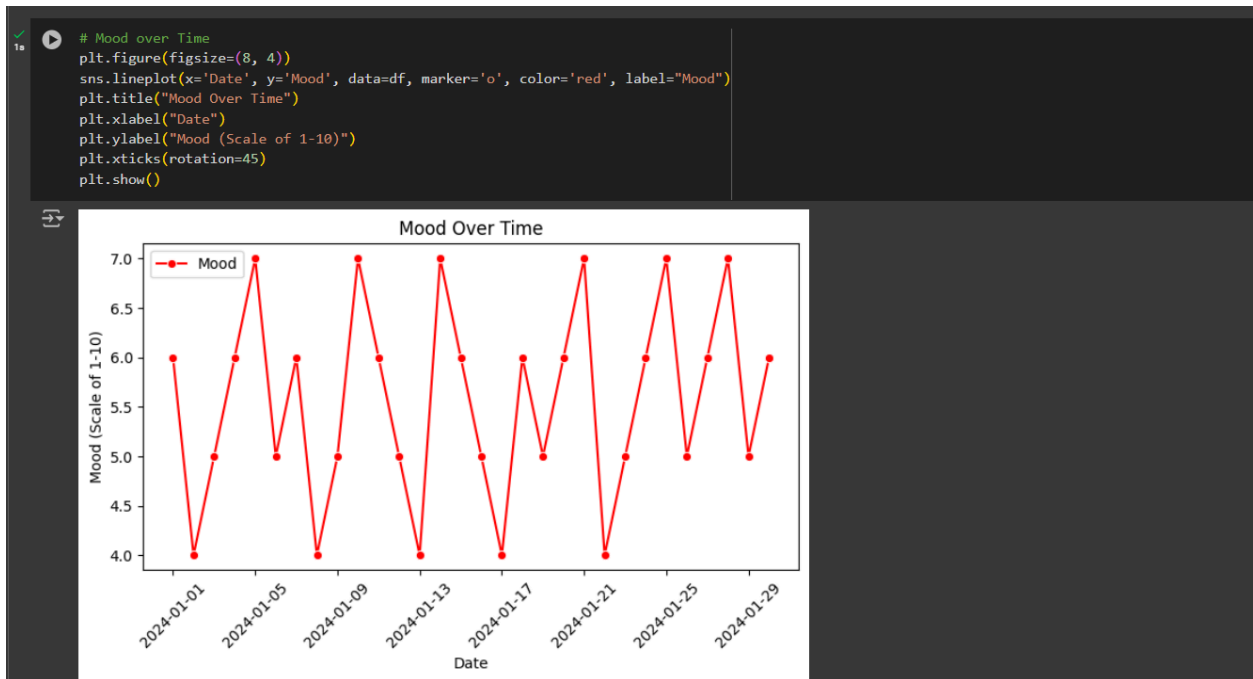 1s
# Mood over Time
plt.figure(figsize=(8, 4))
sns.lineplot(x='Date', y='Mood', data=df, marker='o', color='red', label="Mood")
plt.title("Mood Over Time")
plt.xlabel("Date")
plt.ylabel("Mood (Scale of 1-10)")
plt.xticks(rotation=45)
plt.show()
Mood Over Time
Mood
Mood (Scale of 1-10)
7.0
6.5
6.0
5.5
5.0
4.5
4.0
2024-01-01
2024-01-05
2024-01-09
2024-01-13
2024-01-17
2024-01-21
2024-01-25
2024-01-29
Date